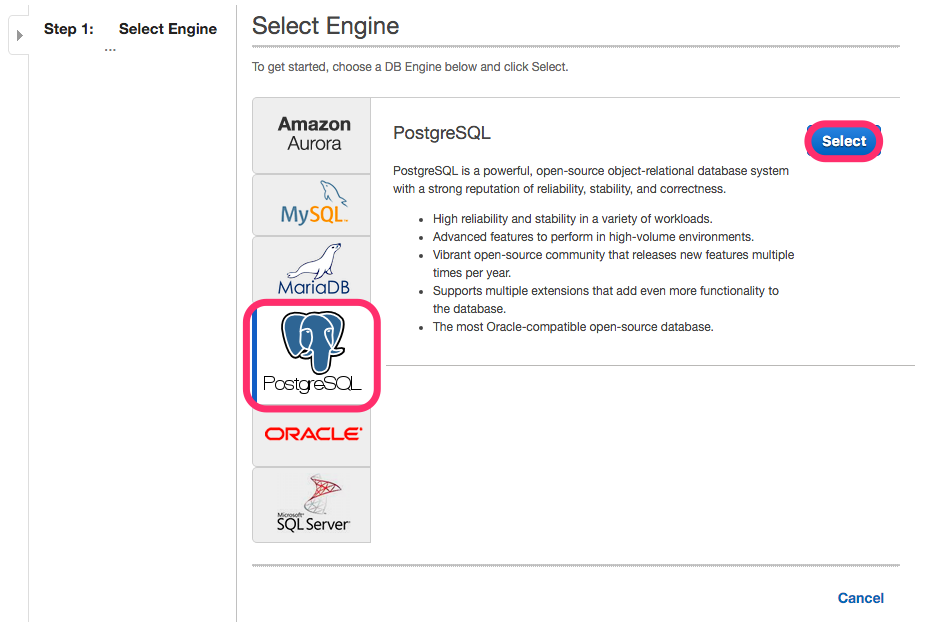 Step 1: Select Engine
...
Select Engine
To get started, choose a DB Engine below and click Select.
Amazon
Aurora
MySQL™
MariaDB
PostgreSQL
ORACLE®
Microsoft®
SQL Server®
PostgreSQL
Select
PostgreSQL is a powerful, open-source object-relational database system
with a strong reputation of reliability, stability, and correctness.
• High reliability and stability in a variety of workloads.
• Advanced features to perform in high-volume environments.
• Vibrant open-source community that releases new features multiple
times per year.
• Supports multiple extensions that add even more functionality to
the database.
• The most Oracle-compatible open-source database.
Cancel